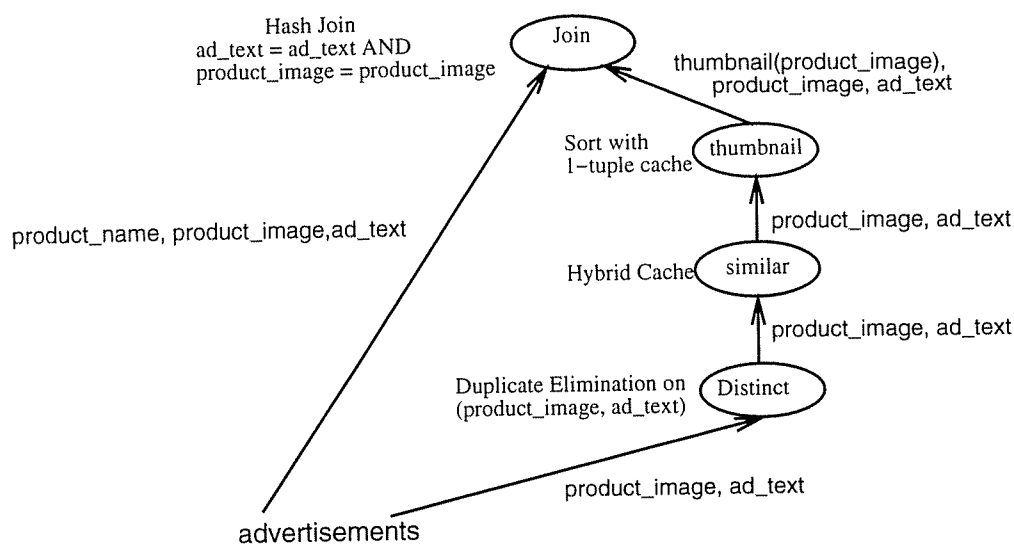 Hash Join
ad_text = ad_text AND
product_image = product_image
Join
thumbnail(product_image),
product_image, ad_text
Sort with
1-tuple cache
thumbnail
product_name, product_image,ad_text
product_image, ad_text
Hybrid Cache
similar
product_image, ad_text
Duplicate Elimination on
(product_image, ad_text)
Distinct
product_image, ad_text
advertisements